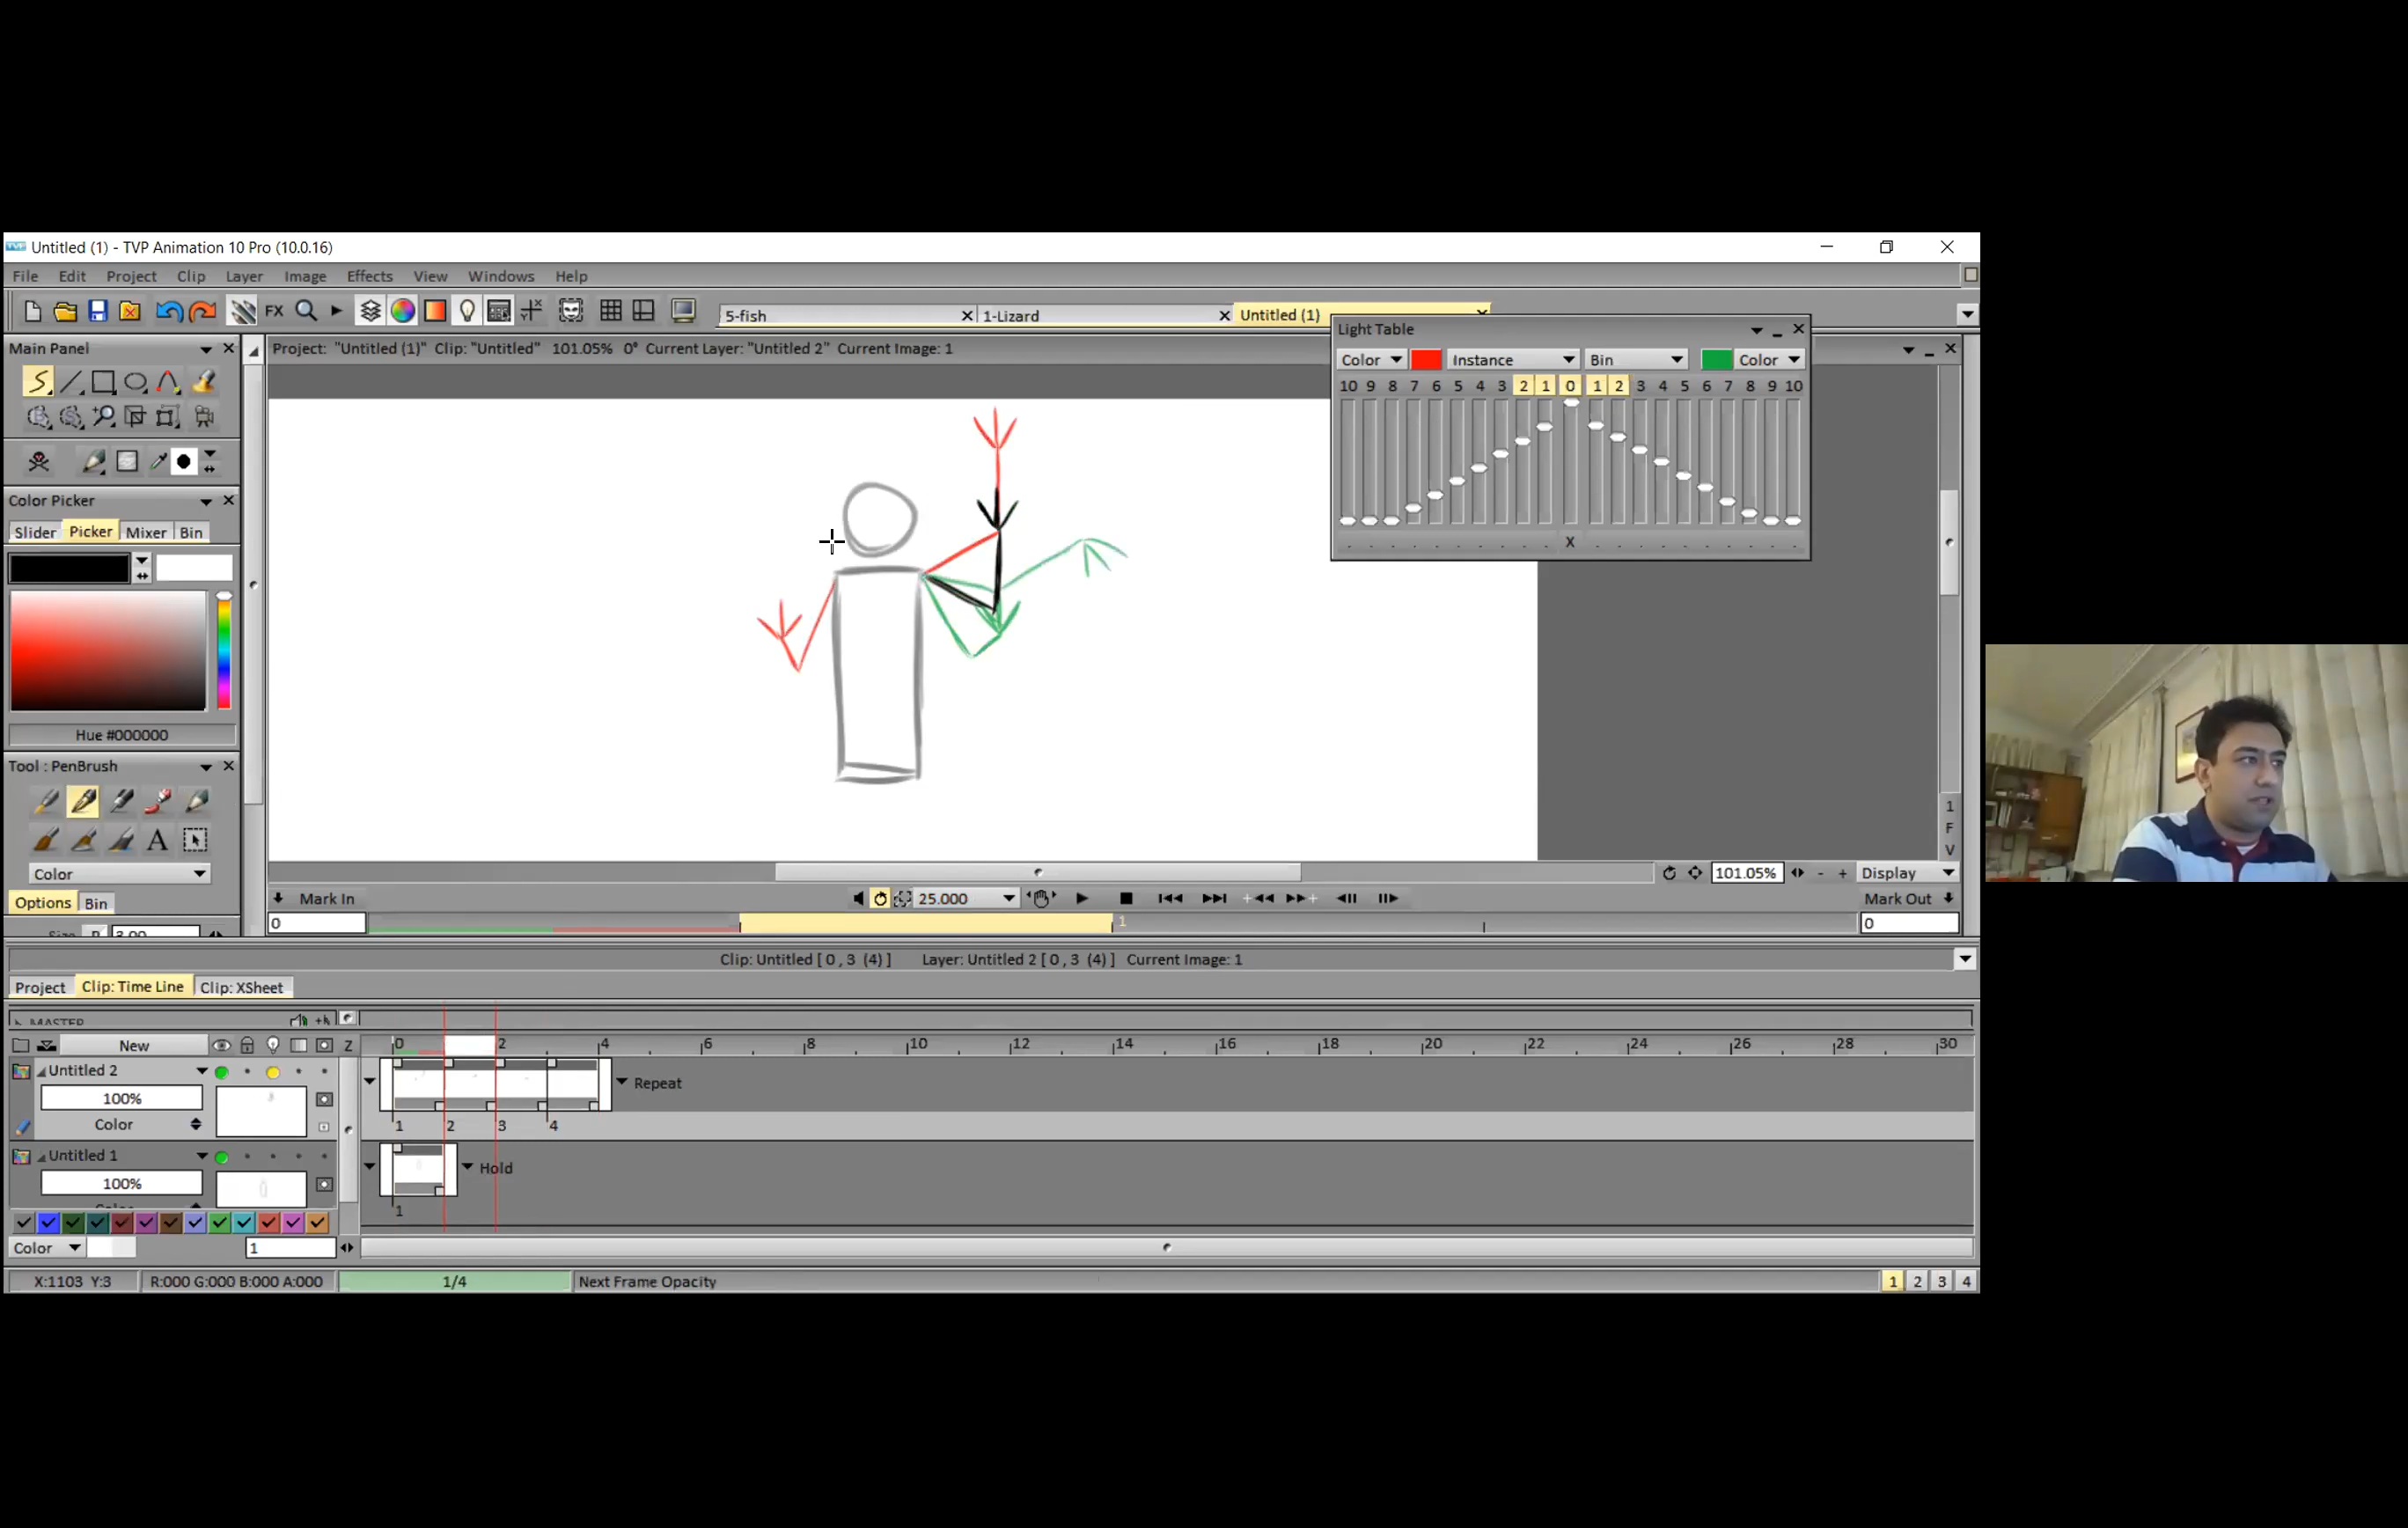 Untitled (1) - TVP Animation 10 Pro (10.0.16)
File Edit Project Clip Layer Image Effects View Windows Help
FX
5-fish
1-Lizard
Untitled (1)
Main Panel
Project: "Untitled (1)" Clip: "Untitled" 101.05% 0° Current Layer: "Untitled 2" Current Image: 1
Light Table
Color Instance Bin Color
10 9 8 7 6 5 4 3 2 1 0 1 2 3 4 5 6 7 8 9 10
X
Color Picker
Slider Picker Mixer Bin
Hue #000000
Tool : PenBrush
A
Color
Options Bin
Size P 3.00
1
F
V
101.05% - + Display
Mark In 25.000 Mark Out
0 1 0
Clip: Untitled [ 0 , 3 (4) ] Layer: Untitled 2 [ 0 , 3 (4) ] Current Image: 1
Project Clip: Time Line Clip: XSheet
MASTER
New Z 0 2 4 6 8 10 12 14 16 18 20 22 24 26 28 30
Untitled 2
100% Repeat
Color 1 2 3 4
Untitled 1
100% Hold
Color
1
Color 1
X:1103 Y:3 R:000 G:000 B:000 A:000 1/4 Next Frame Opacity 1 2 3 4